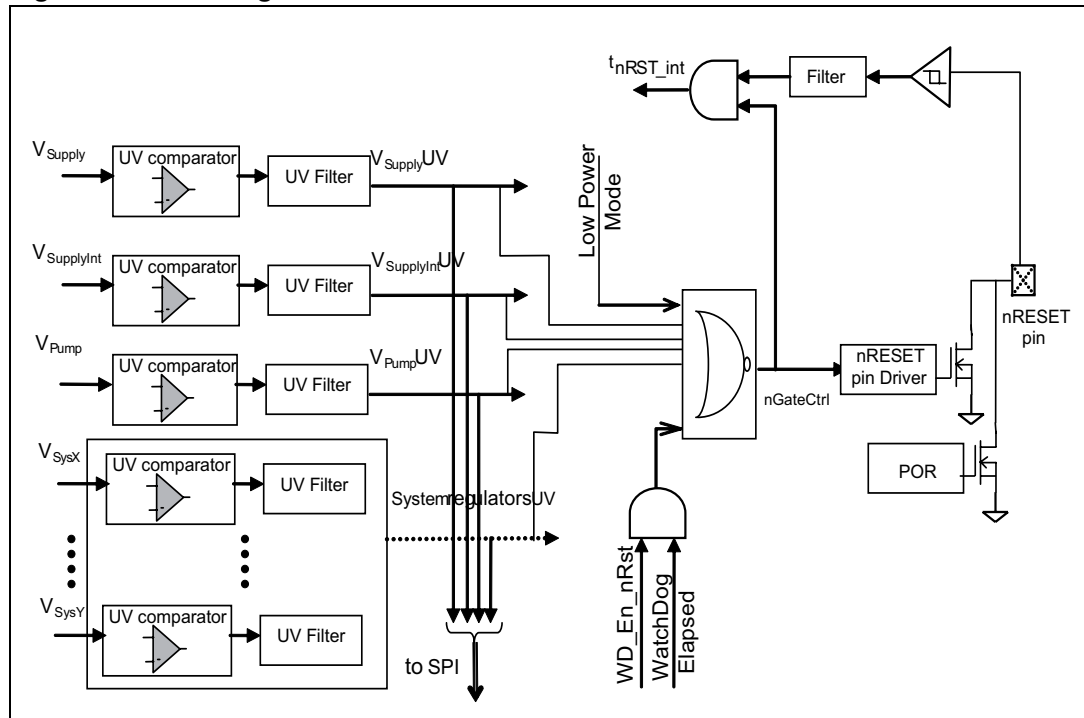 tnRST_int
Filter
VSupply
UV comparator
UV Filter
VSupplyUV
VSupplyInt
UV comparator
UV Filter
VSupplyIntUV
VPump
UV comparator
UV Filter
VPumpUV
VSysX
UV comparator
UV Filter
VSysY
UV comparator
UV Filter
SystemregulatorsUV
to SPI
Low Power
Mode
WD_En_nRst
WatchDog
Elapsed
nGateCtrl
nRESET
pin Driver
nRESET
pin
POR